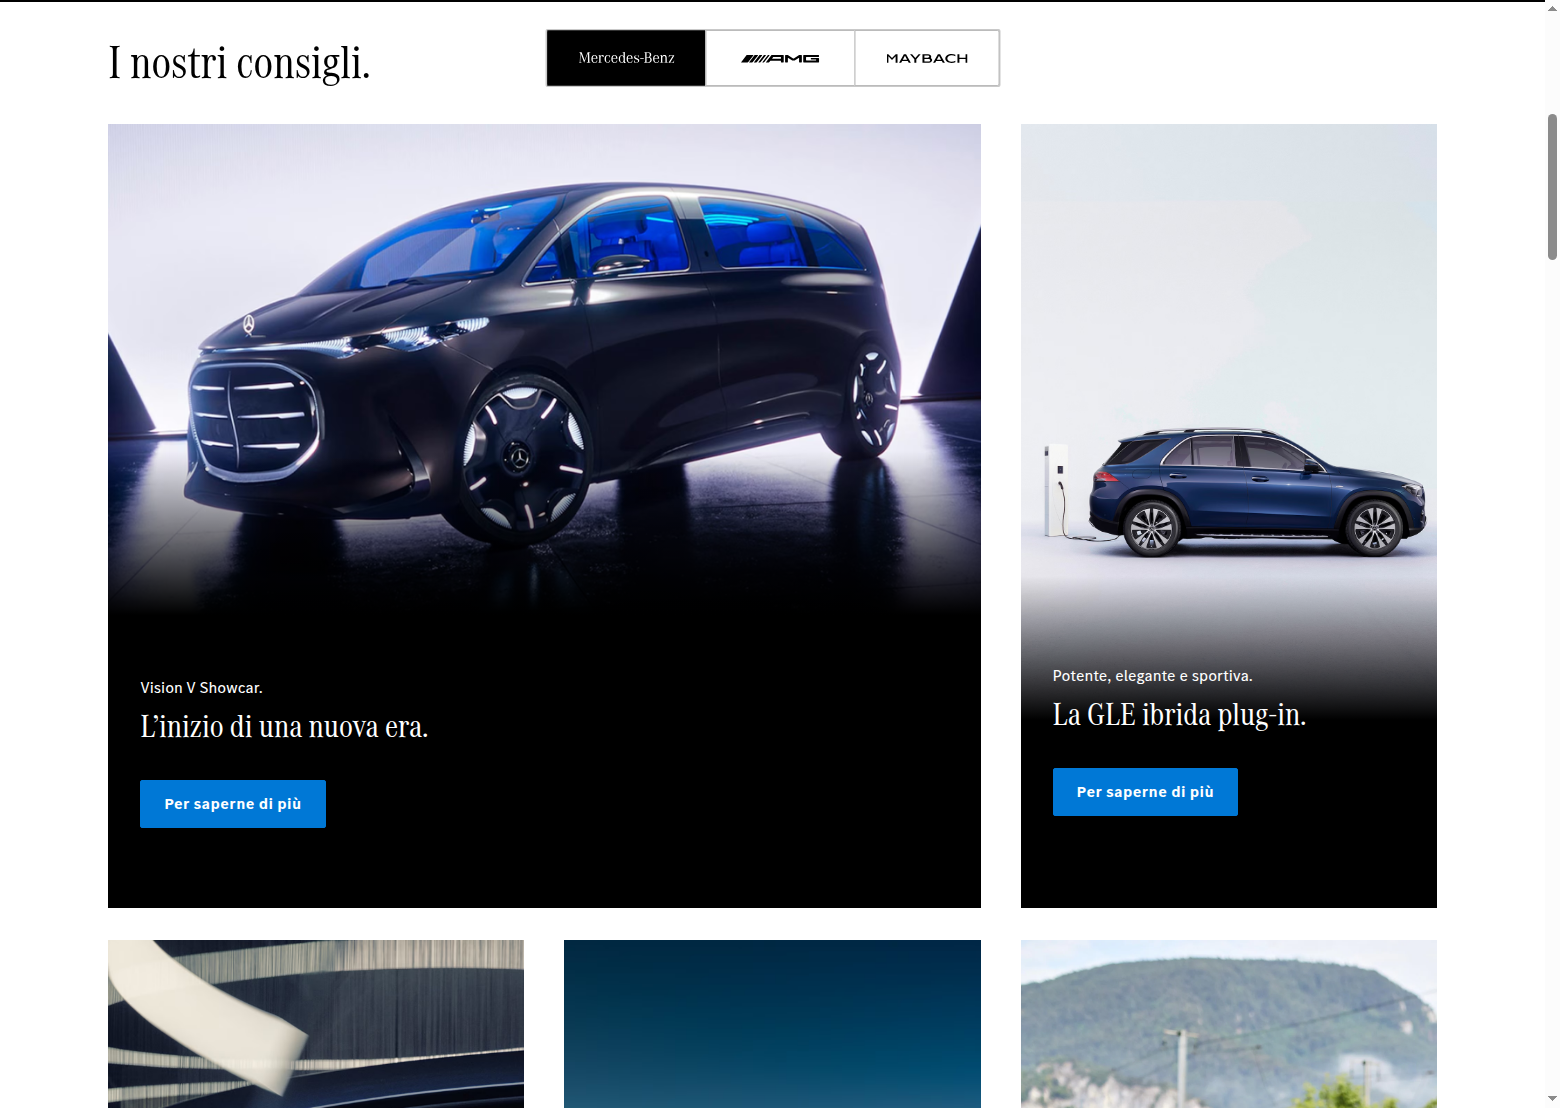 I nostri consigli.
Mercedes-Benz
AMG
MAYBACH
Vision V Showcar.
L’inizio di una nuova era.
Per saperne di più
Potente, elegante e sportiva.
La GLE ibrida plug-in.
Per saperne di più